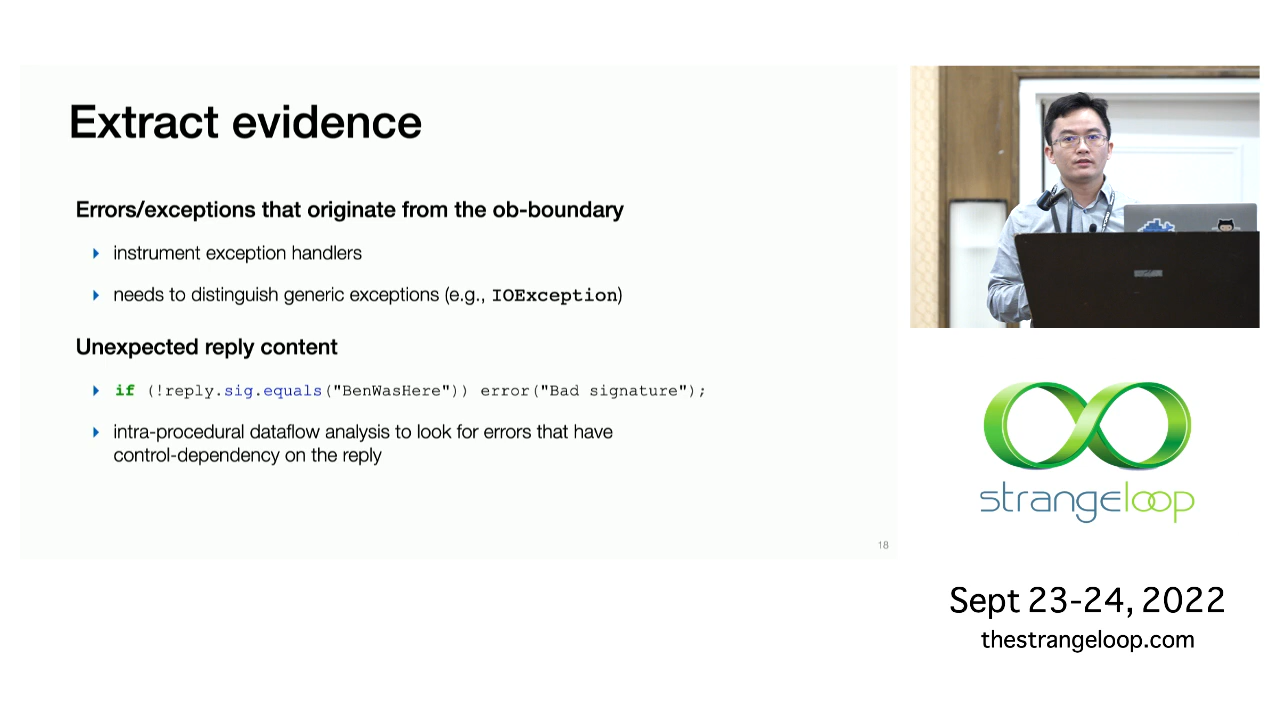 Extract evidence
Errors/exceptions that originate from the ob-boundary
instrument exception handlers
needs to distinguish generic exceptions (e.g., IOException)
Unexpected reply content
if (!reply.sig.equals("BenWasHere")) error("Bad signature");
intra-procedural dataflow analysis to look for errors that have
control-dependency on the reply
18
strangeloop
Sept 23-24, 2022
thestrangeloop.com